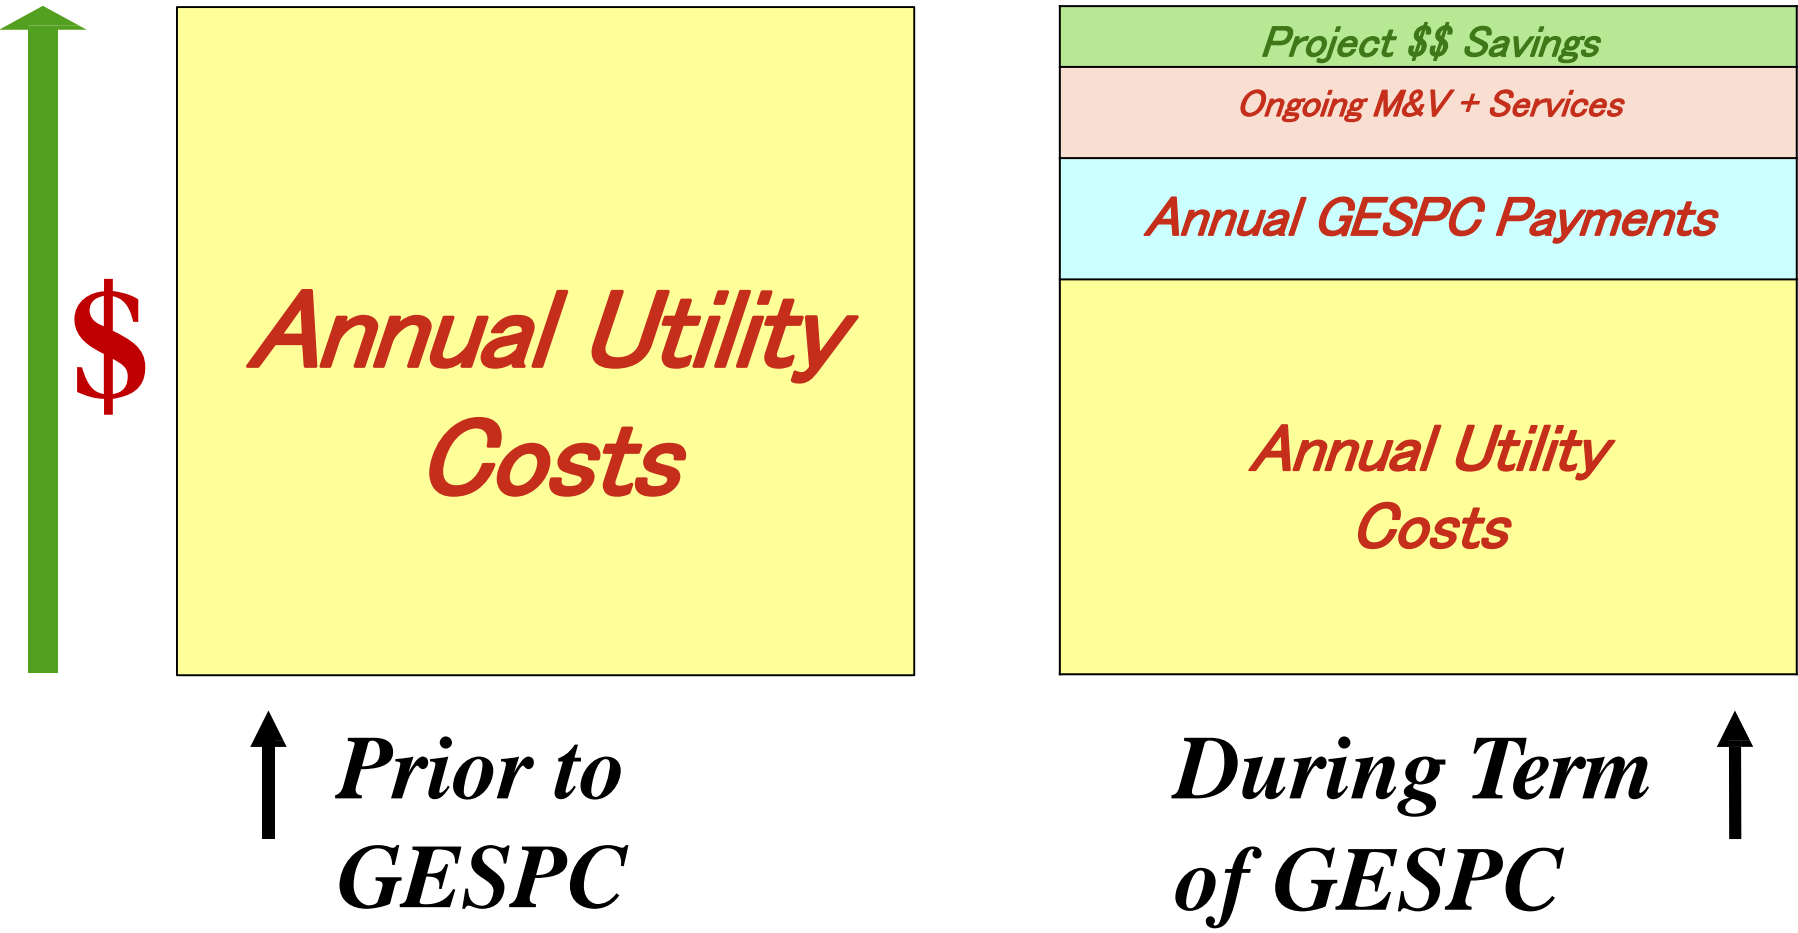 $
Annual Utility
Costs
Prior to
GESPC
Project $$ Savings
Ongoing M&V + Services
Annual GESPC Payments
Annual Utility
Costs
During Term
of GESPC